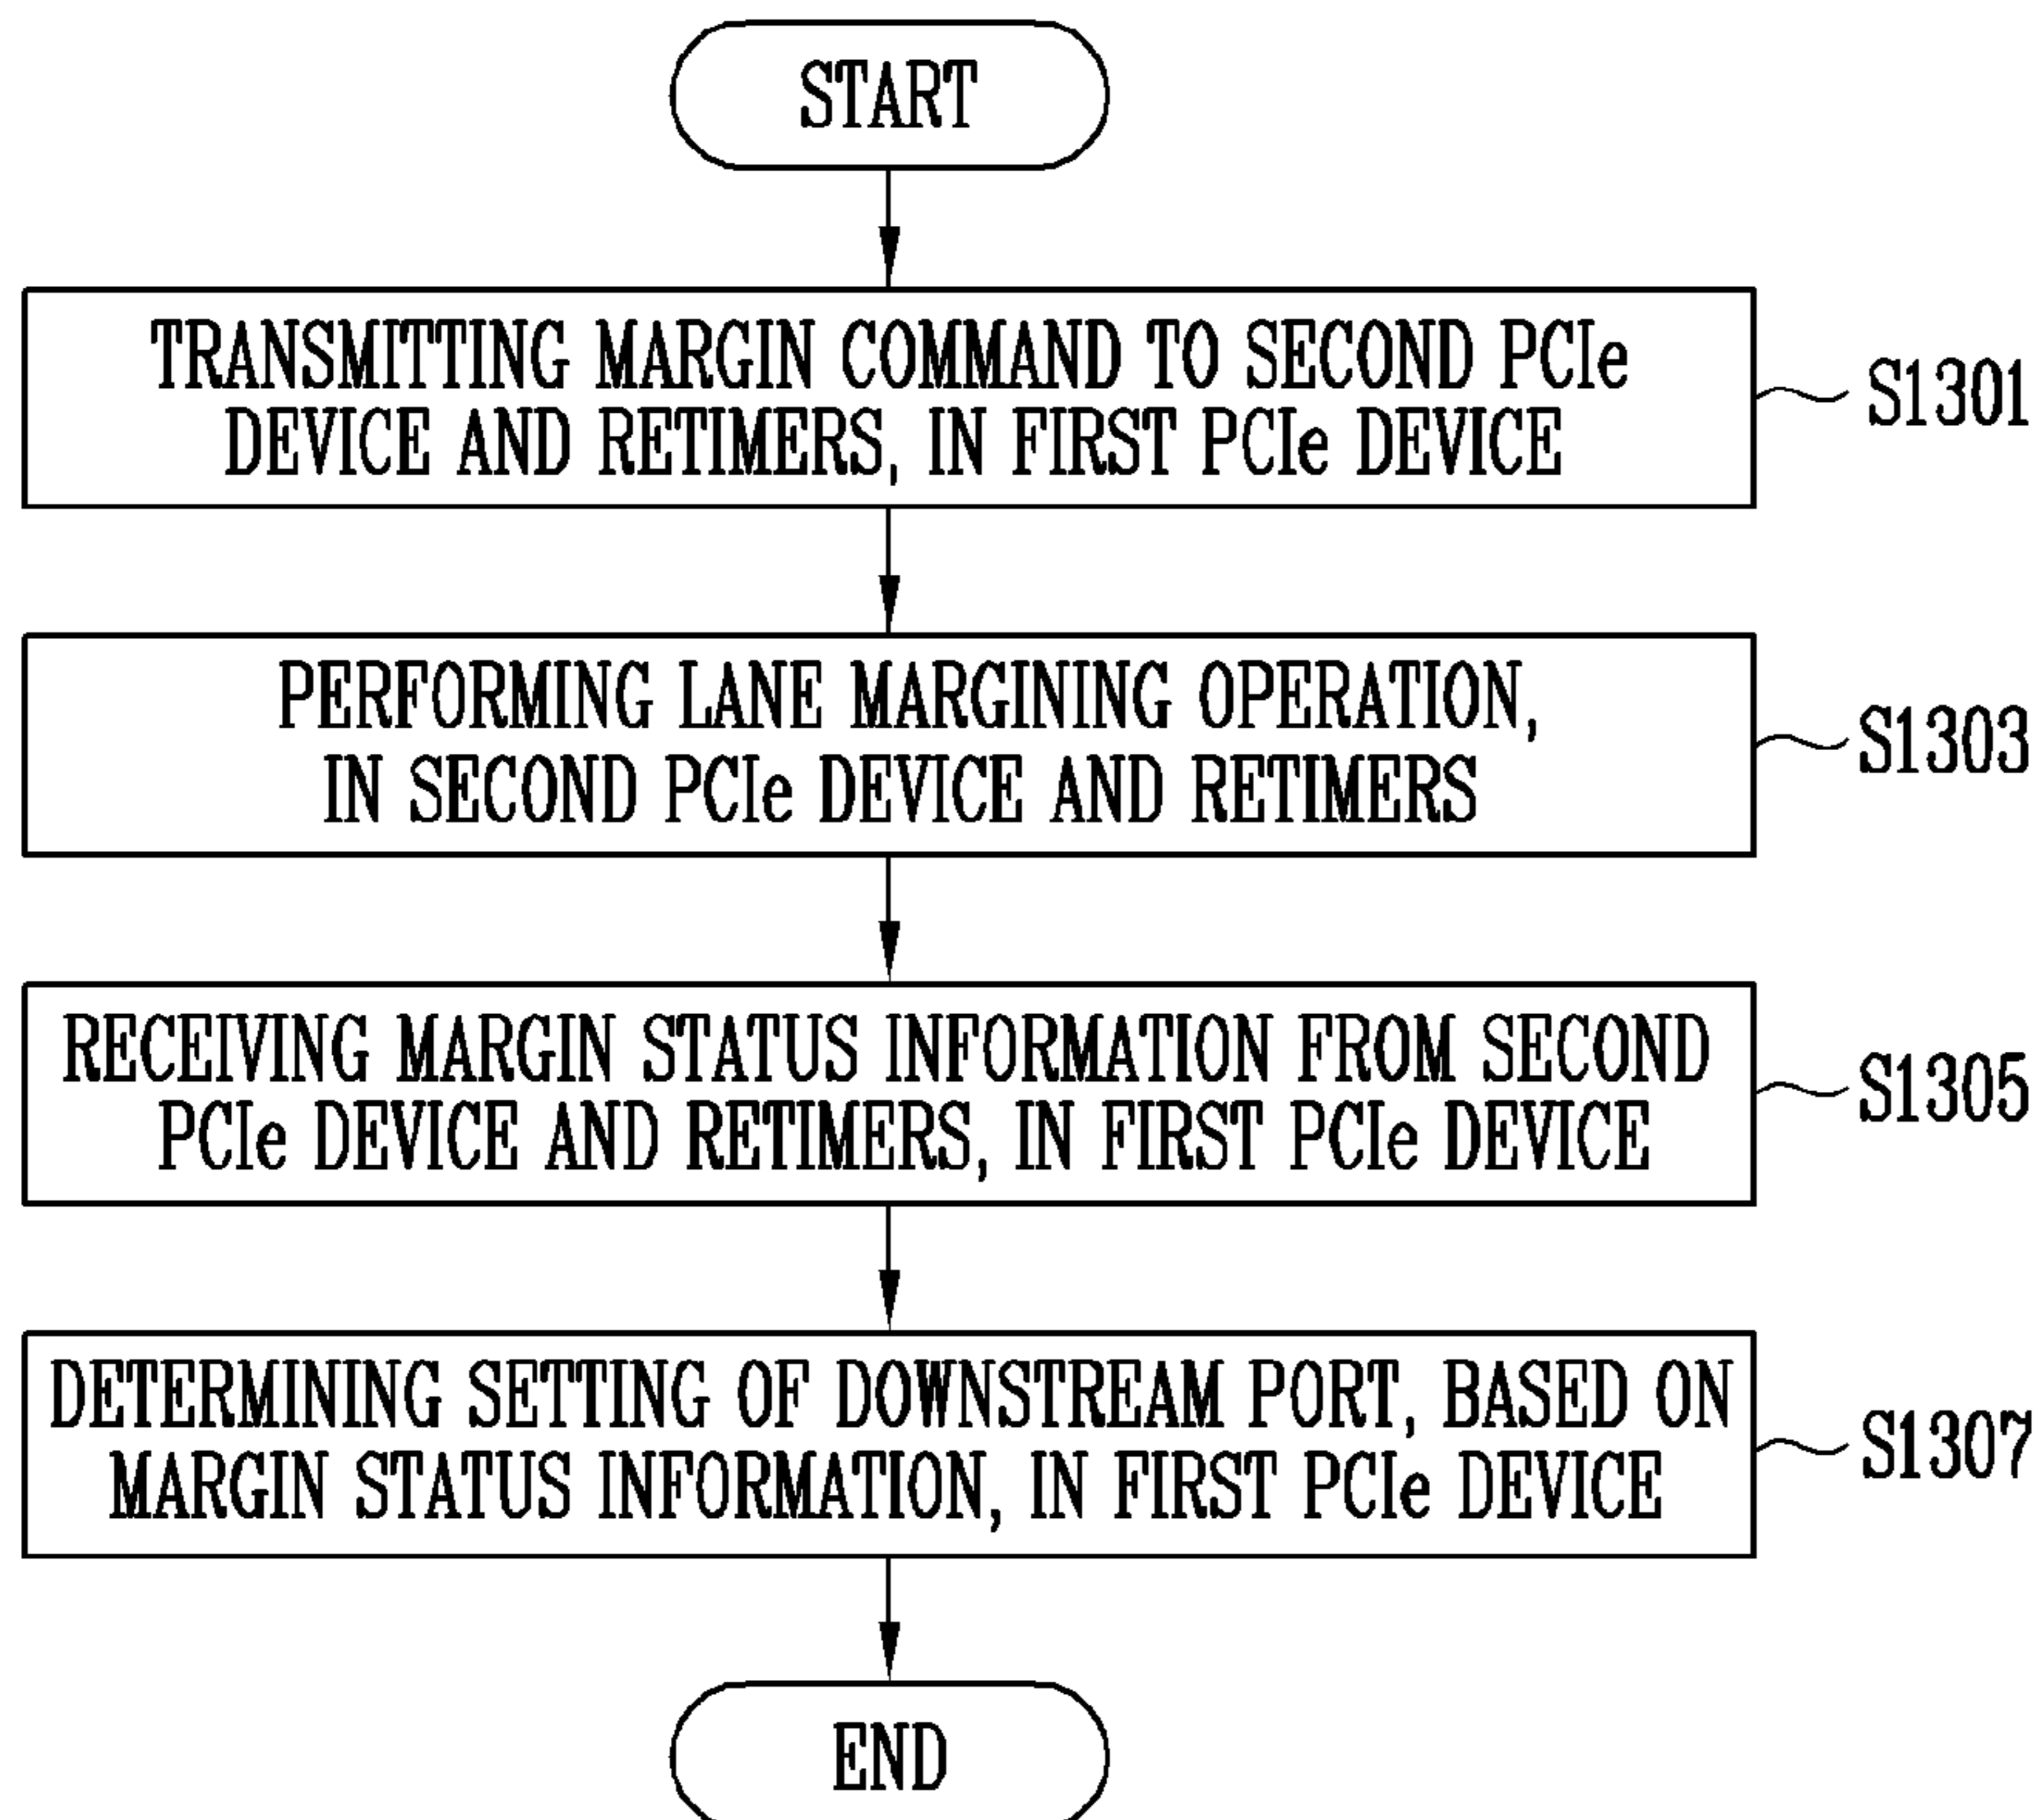 START
TRANSMITTING MARGIN COMMAND TO SECOND PCIe
DEVICE AND RETIMERS, IN FIRST PCIe DEVICE
S1301
PERFORMING LANE MARGINING OPERATION,
IN SECOND PCIe DEVICE AND RETIMERS
S1303
RECEIVING MARGIN STATUS INFORMATION FROM SECOND
PCIe DEVICE AND RETIMERS, IN FIRST PCIe DEVICE
S1305
DETERMINING SETTING OF DOWNSTREAM PORT, BASED ON
MARGIN STATUS INFORMATION, IN FIRST PCIe DEVICE
S1307
END